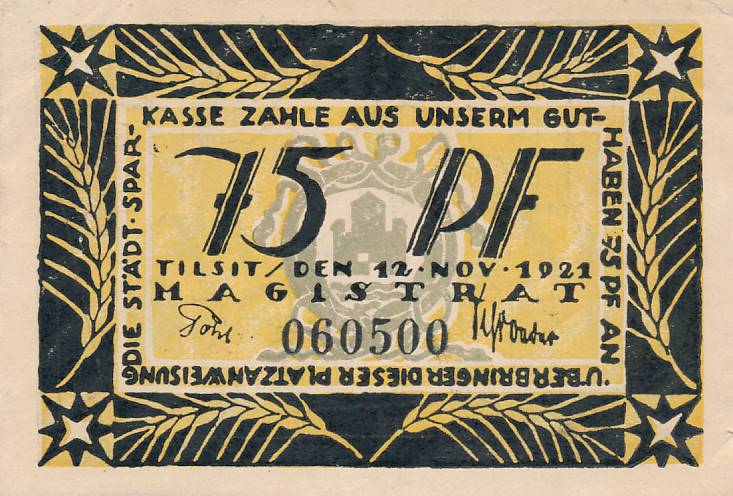 DIE STÄDT·SPAR-
KASSE ZAHLE AUS UNSERM GUT-
HABEN 75 PF AN
ÜBERBRINGER DIESER PLATZANWEISUNG
75 PF
TILSIT/DEN 12·NOV·1921
MAGISTRAT
060500